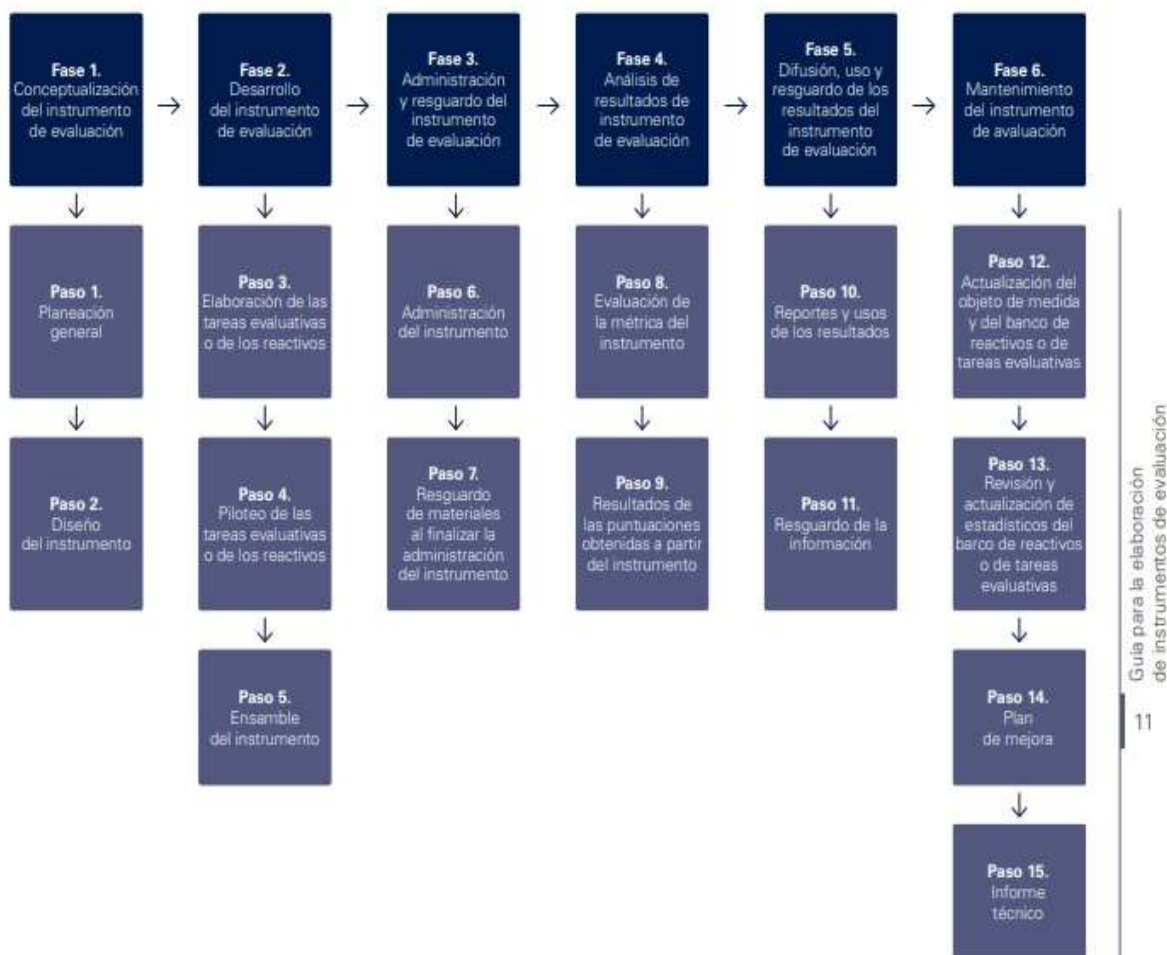 Fase 1.
Conceptualización
del instrumento
de evaluación
Fase 2.
Desarrollo
del instrumento
de evaluación
Fase 3.
Administración
y resguardo del
instrumento
de evaluación
Fase 4.
Análisis de
resultados de
instrumento
de evaluación
Fase 5.
Difusión, uso y
resguardo de los
resultados del
instrumento
de evaluación
Fase 6.
Mantenimiento
del instrumento
de avaluación
Paso 1.
Planeación
general
Paso 2.
Diseño
del instrumento
Paso 3.
Elaboración de las
tareas evaluativas
o de los reactivos
Paso 4.
Piloteo de las
tareas evaluativas
o de los reactivos
Paso 5.
Ensamble
del instrumento
Paso 6.
Administración
del instrumento
Paso 7.
Resguardo
de materiales
al finalizar la
administración
del instrumento
Paso 8.
Evaluación de
la métrica del
instrumento
Paso 9.
Resultados de
las puntuaciones
obtenidas a partir
del instrumento
Paso 10.
Reportes y usos
de los resultados
Paso 11.
Resguardo de la
información
Paso 12.
Actualización del
objeto de medida
y del banco de
reactivos o de
tareas evaluativas
Paso 13.
Revisión y
actualización de
estadísticos del
barco de reactivos
o de tareas
evaluativas
Paso 14.
Plan
de mejora
Paso 15.
Informe
técnico
Guía para la elaboración
de instrumentos de evaluación
11